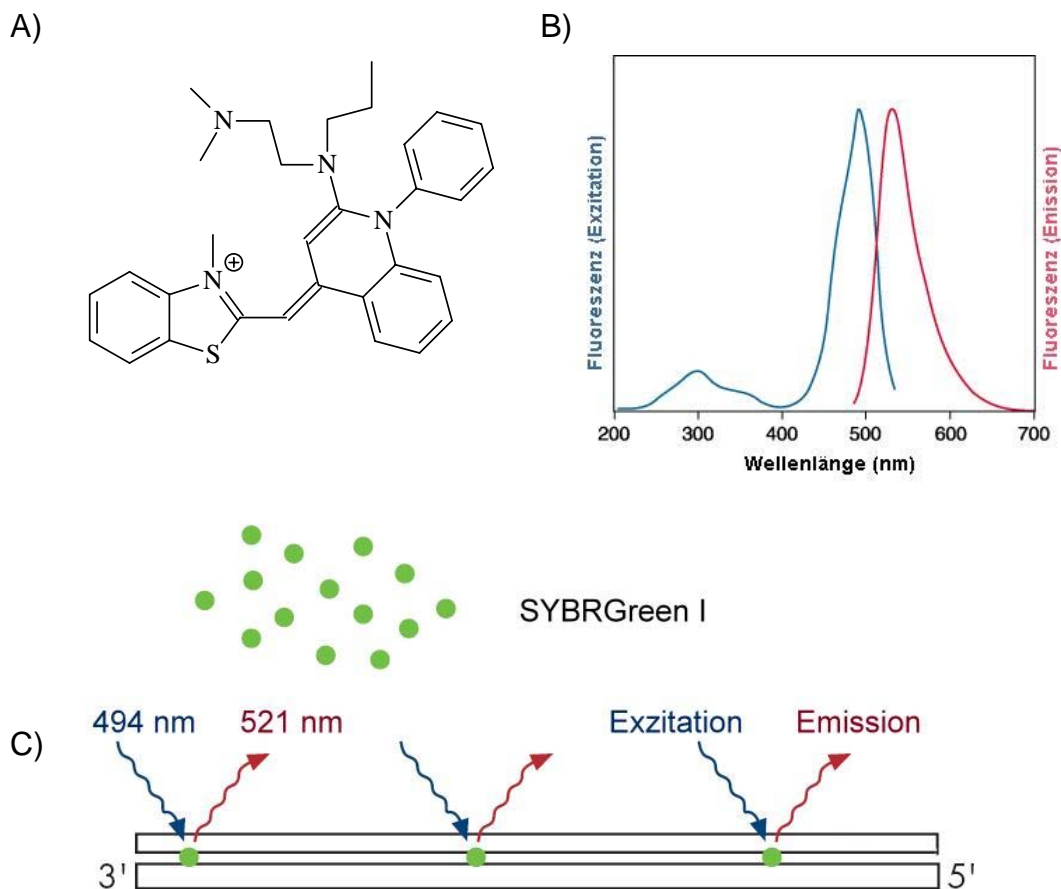 A)
B)
N
N
N
N
⊕
S
Fluoreszenz (Exzitation)
Fluoreszenz (Emission)
200 300 400 500 600 700
Wellenlänge (nm)
SYBRGreen I
494 nm 521 nm Exzitation Emission
C)
3' 5'